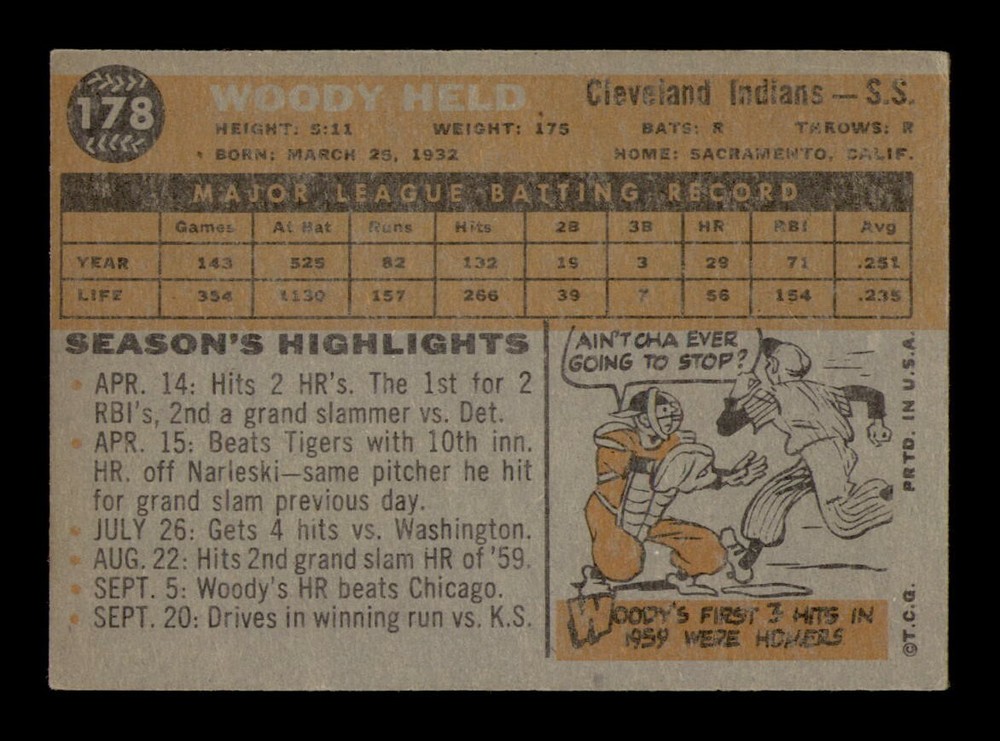 178
WOODY HELD
Cleveland Indians — S.S.
HEIGHT: 5:11 WEIGHT: 175 BATS: R THROWS: R
BORN: MARCH 25, 1932 HOME: SACRAMENTO, CALIF.
MAJOR LEAGUE BATTING RECORD
Games At Bat Runs Hits 2B 3B HR RBI Avg
YEAR 143 525 82 132 19 3 29 71 .251
LIFE 354 1130 157 266 39 7 56 154 .235
SEASON'S HIGHLIGHTS
• APR. 14: Hits 2 HR's. The 1st for 2
RBI's, 2nd a grand slammer vs. Det.
• APR. 15: Beats Tigers with 10th inn.
HR. off Narleski—same pitcher he hit
for grand slam previous day.
• JULY 26: Gets 4 hits vs. Washington.
• AUG. 22: Hits 2nd grand slam HR of '59.
• SEPT. 5: Woody's HR beats Chicago.
• SEPT. 20: Drives in winning run vs. K.S.
AIN'T CHA EVER
GOING TO STOP?
WOODY'S FIRST 3 HITS IN
1959 WERE HOMERS
©T.C.G. PRTD. IN U.S.A.